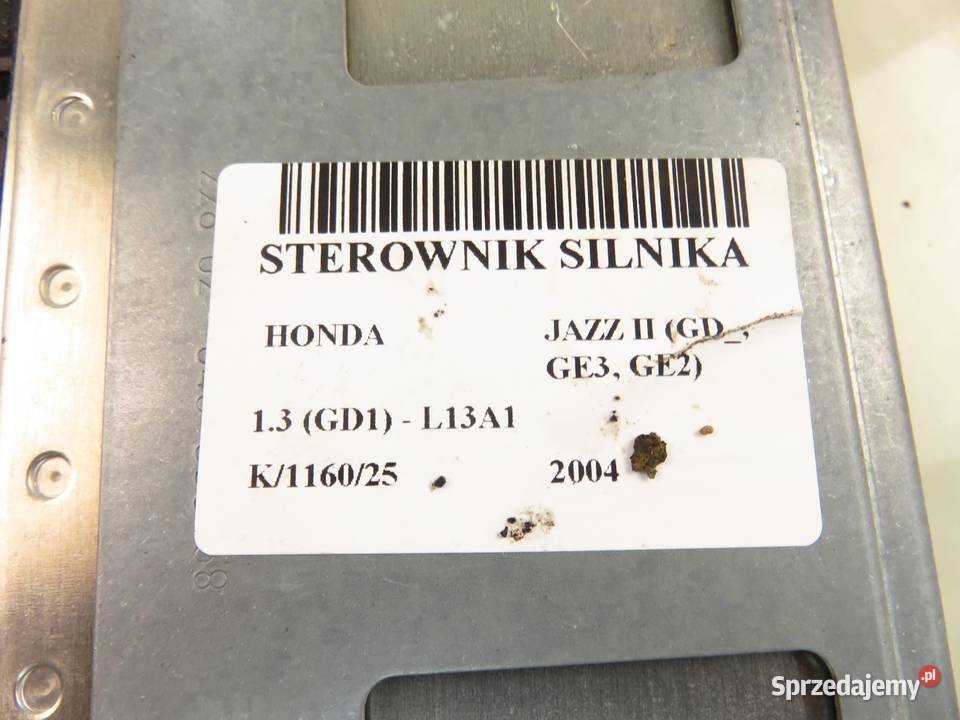 STEROWNIK SILNIKA
HONDA
JAZZ II (GD_,
GE3, GE2)
1.3 (GD1) - L13A1
K/1160/25
2004
Sprzedajemy.pl